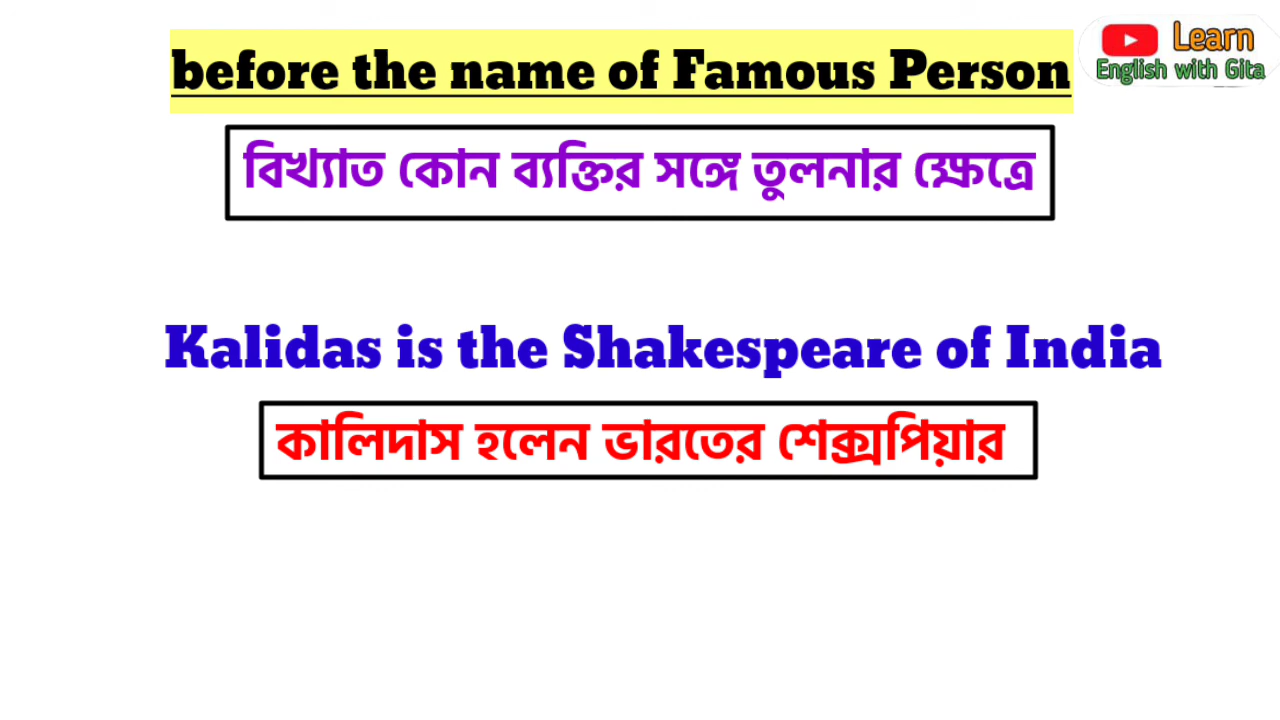 before the name of Famous Person
Learn
English with Gita
বিখ্যাত কোন ব্যক্তির সঙ্গে তুলনার ক্ষেত্রে
Kalidas is the Shakespeare of India
কালিদাস হলেন ভারতের শেক্সপিয়ার